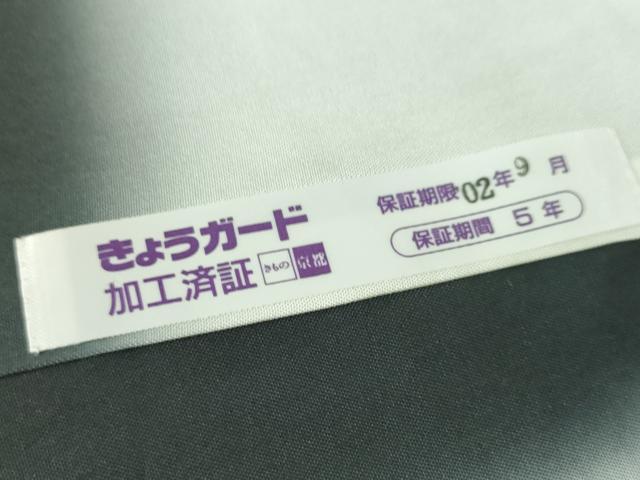 きょうガード
加工済証 きもの 京都
保証期限 '02年9月
保証期間 5年